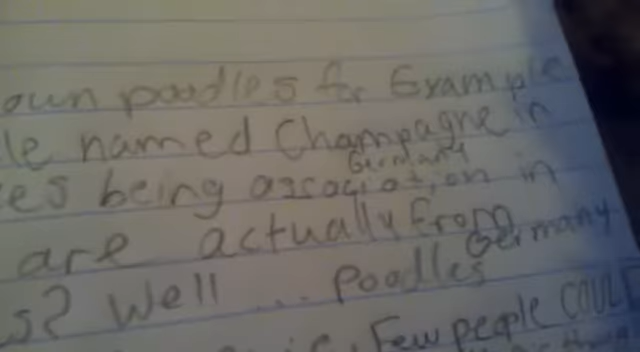 own poodles for Example
le named Champagne in
Germany
es being association in
are actually from
Germany
s? Well ... Poodles
Few people COUL